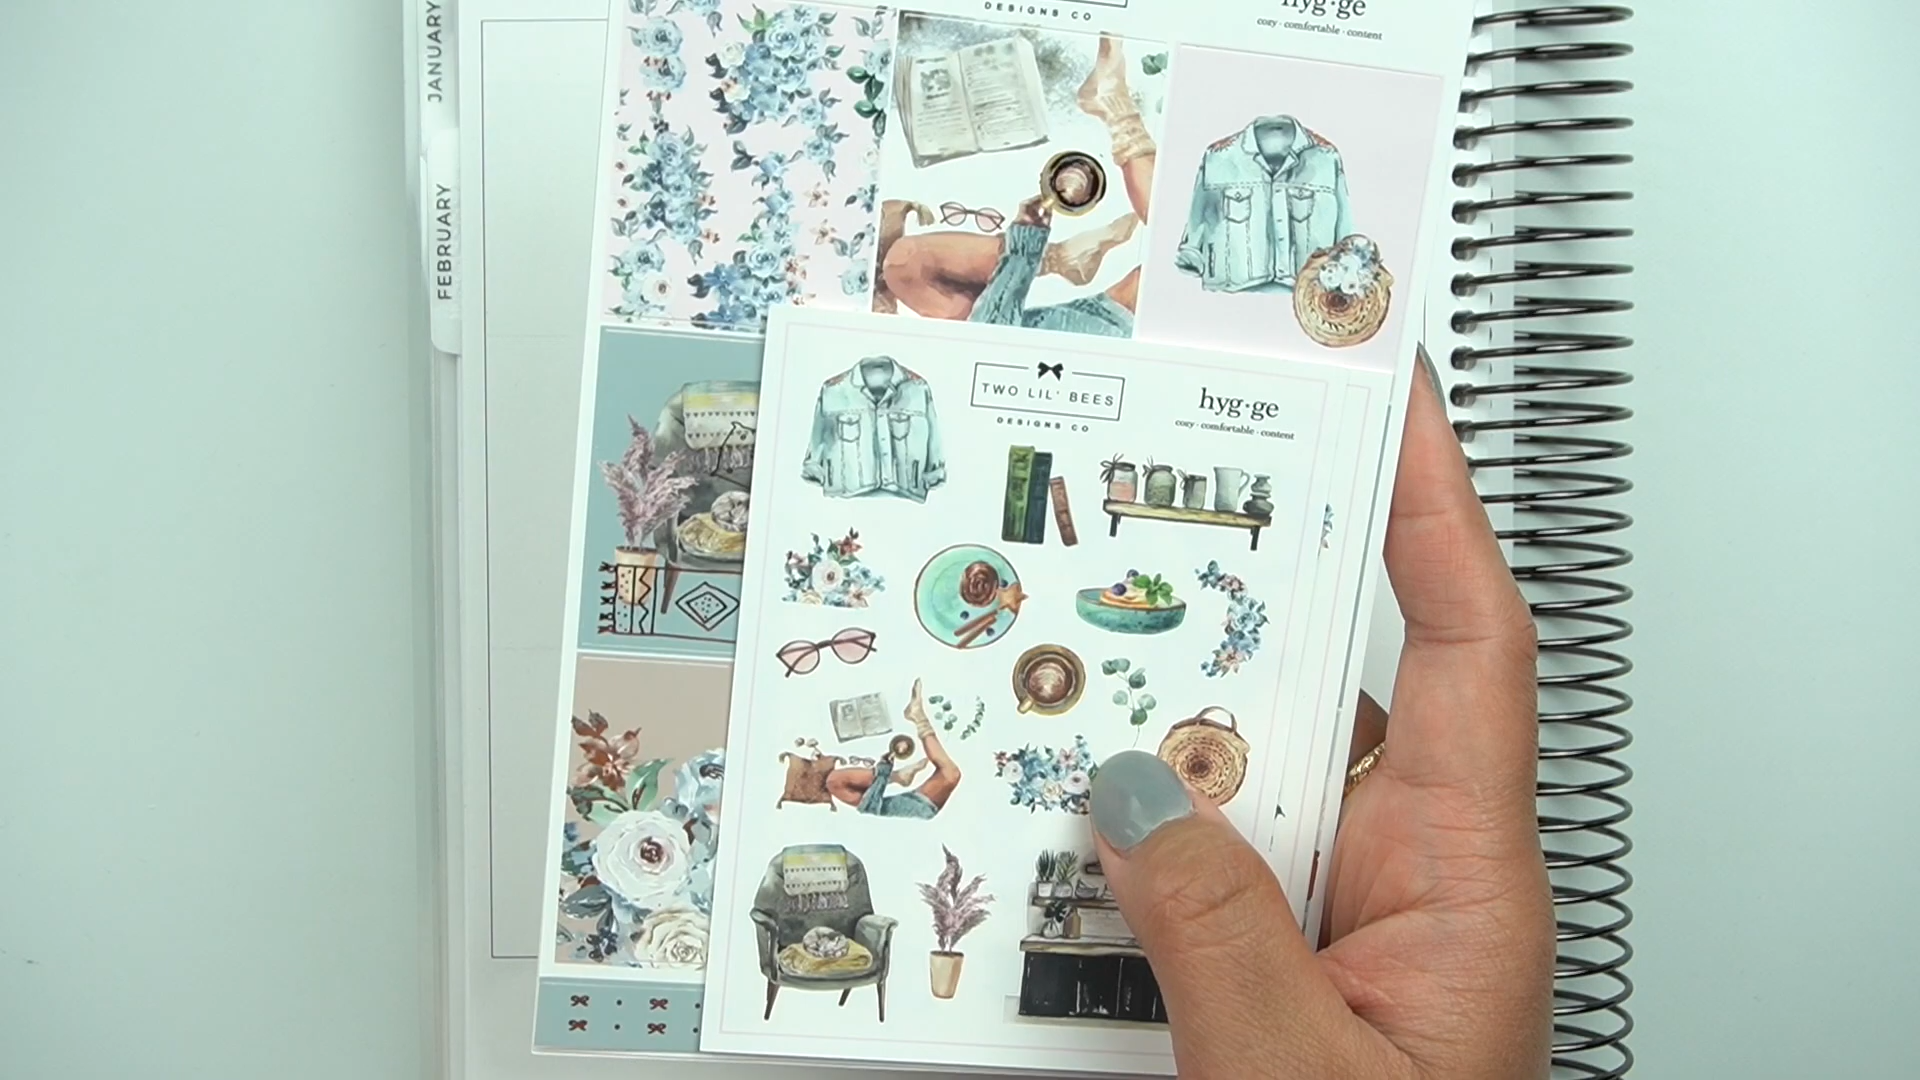 JANUARY
FEBRUARY
DESIGNS CO
hyg·ge
cozy · comfortable · content
TWO LIL' BEES
DESIGNS CO
hyg·ge
cozy · comfortable · content